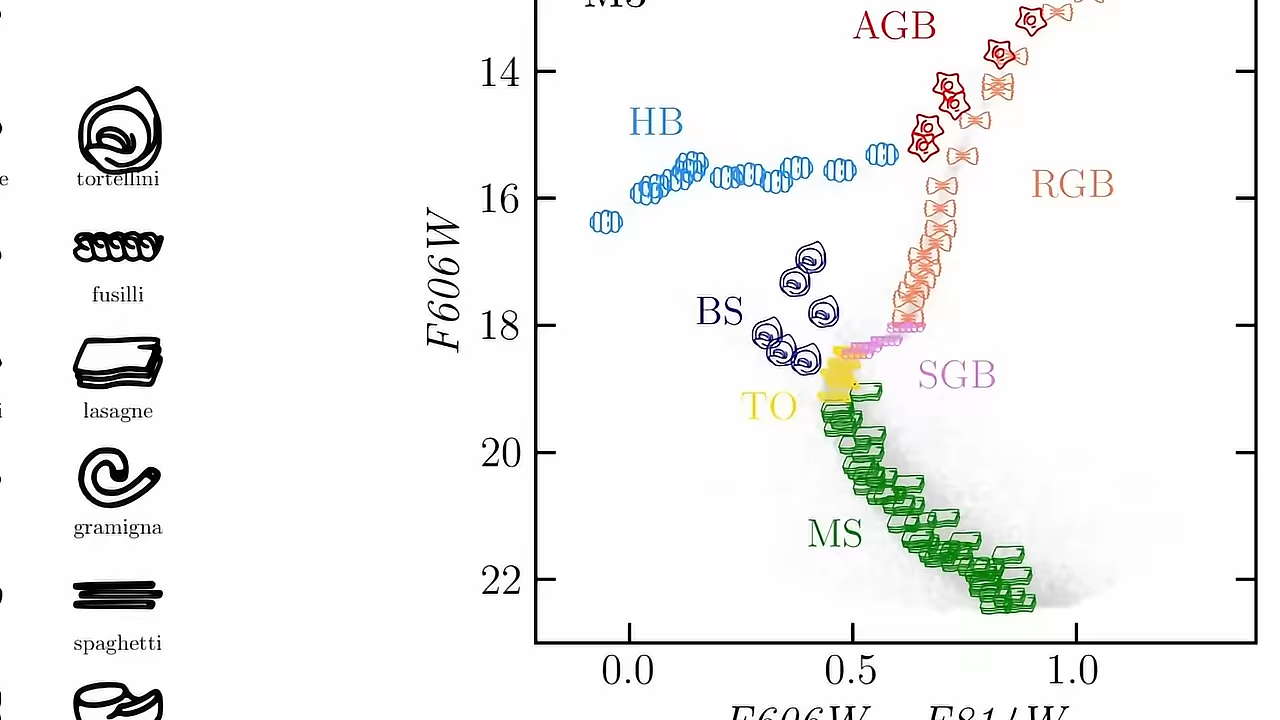 tortellini
fusilli
lasagne
gramigna
spaghetti
AGB
14
HB
RGB
16
F606W
BS
18
SGB
TO
20
MS
22
0.0 0.5 1.0